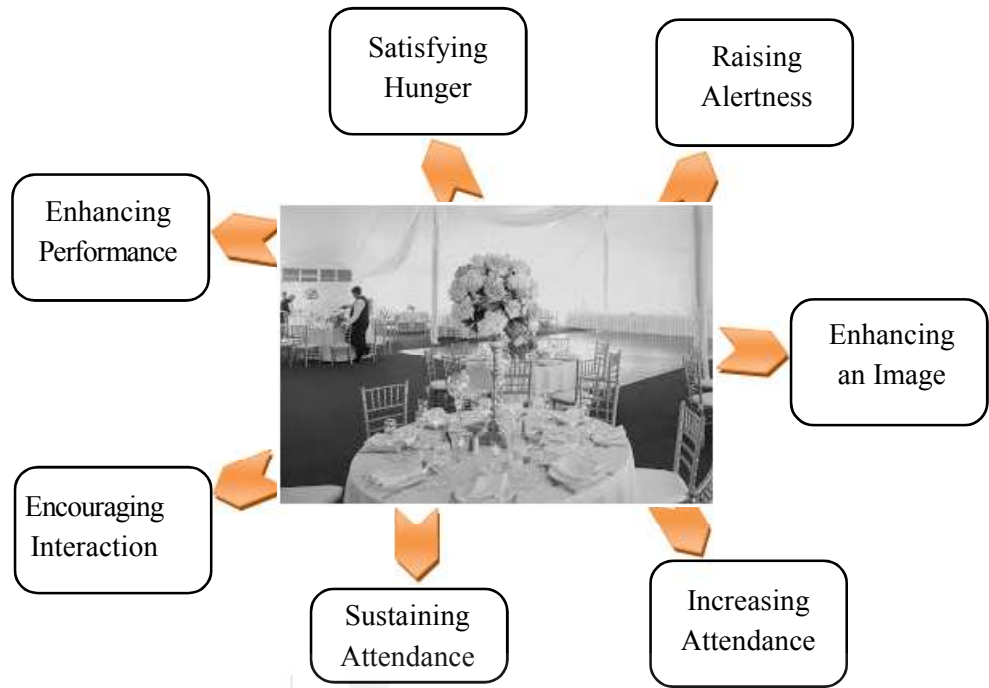 Satisfying
Hunger
Raising
Alertness
Enhancing
Performance
Enhancing
an Image
Encouraging
Interaction
Sustaining
Attendance
Increasing
Attendance